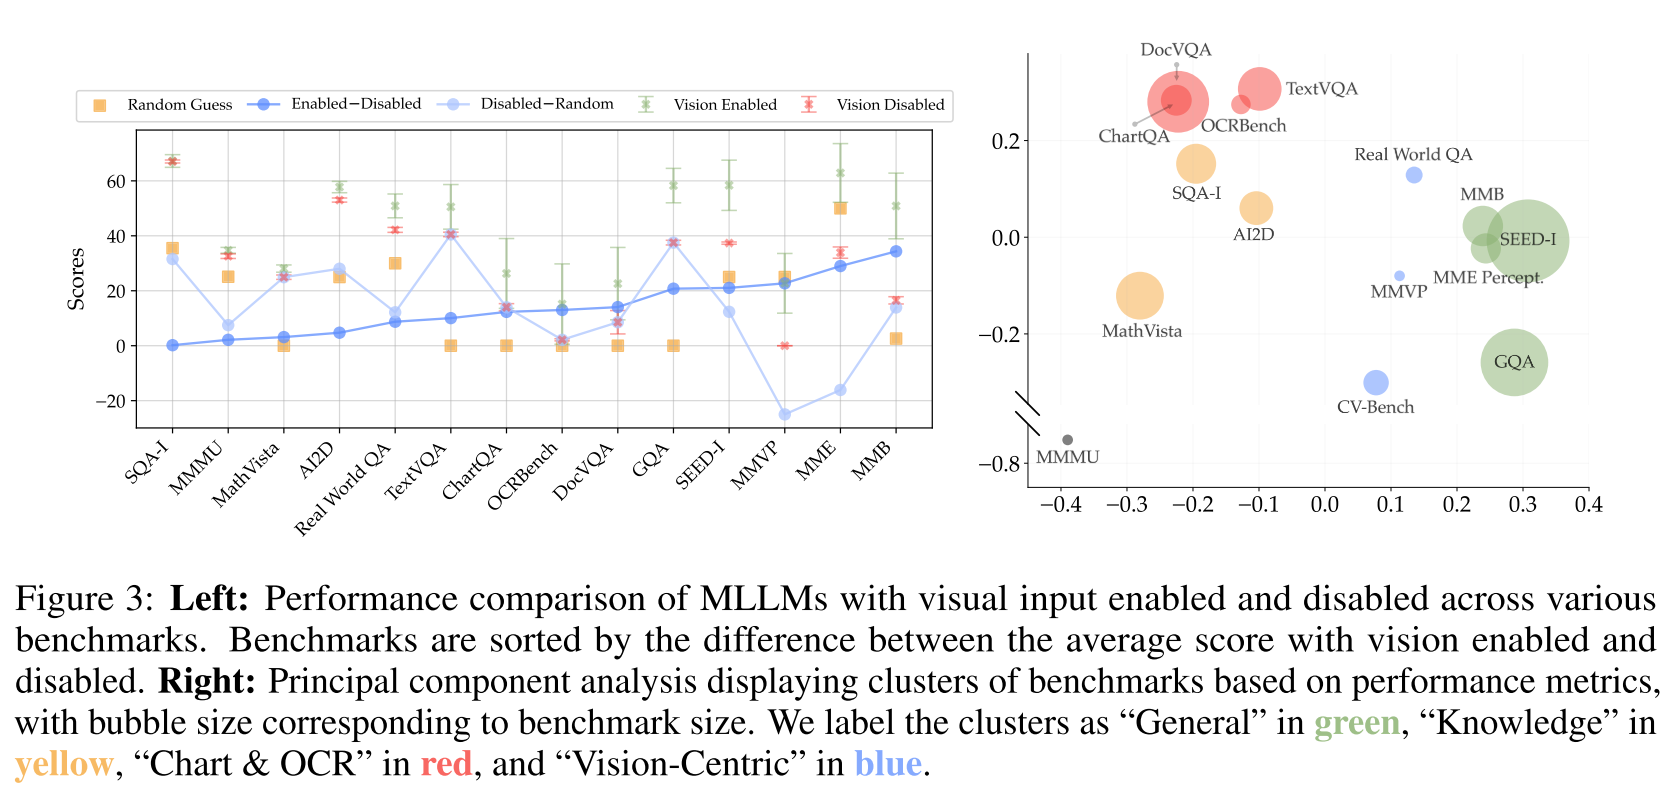 Random Guess
Enabled−Disabled
Disabled−Random
Vision Enabled
Vision Disabled
Scores
60
40
20
0
−20
SQA-I
MMMU
MathVista
AI2D
Real World QA
TextVQA
ChartQA
OCRBench
DocVQA
GQA
SEED-I
MMVP
MME
MMB
DocVQA
TextVQA
ChartQA
OCRBench
SQA-I
AI2D
Real World QA
MMB
SEED-I
MME Percept.
MMVP
MathVista
GQA
CV-Bench
MMMU
0.2
0.0
−0.2
−0.8
−0.4
−0.3
−0.2
−0.1
0.0
0.1
0.2
0.3
0.4
Figure 3: Left: Performance comparison of MLLMs with visual input enabled and disabled across various
benchmarks. Benchmarks are sorted by the difference between the average score with vision enabled and
disabled. Right: Principal component analysis displaying clusters of benchmarks based on performance metrics,
with bubble size corresponding to benchmark size. We label the clusters as “General” in green, “Knowledge” in
yellow, “Chart & OCR” in red, and “Vision-Centric” in blue.